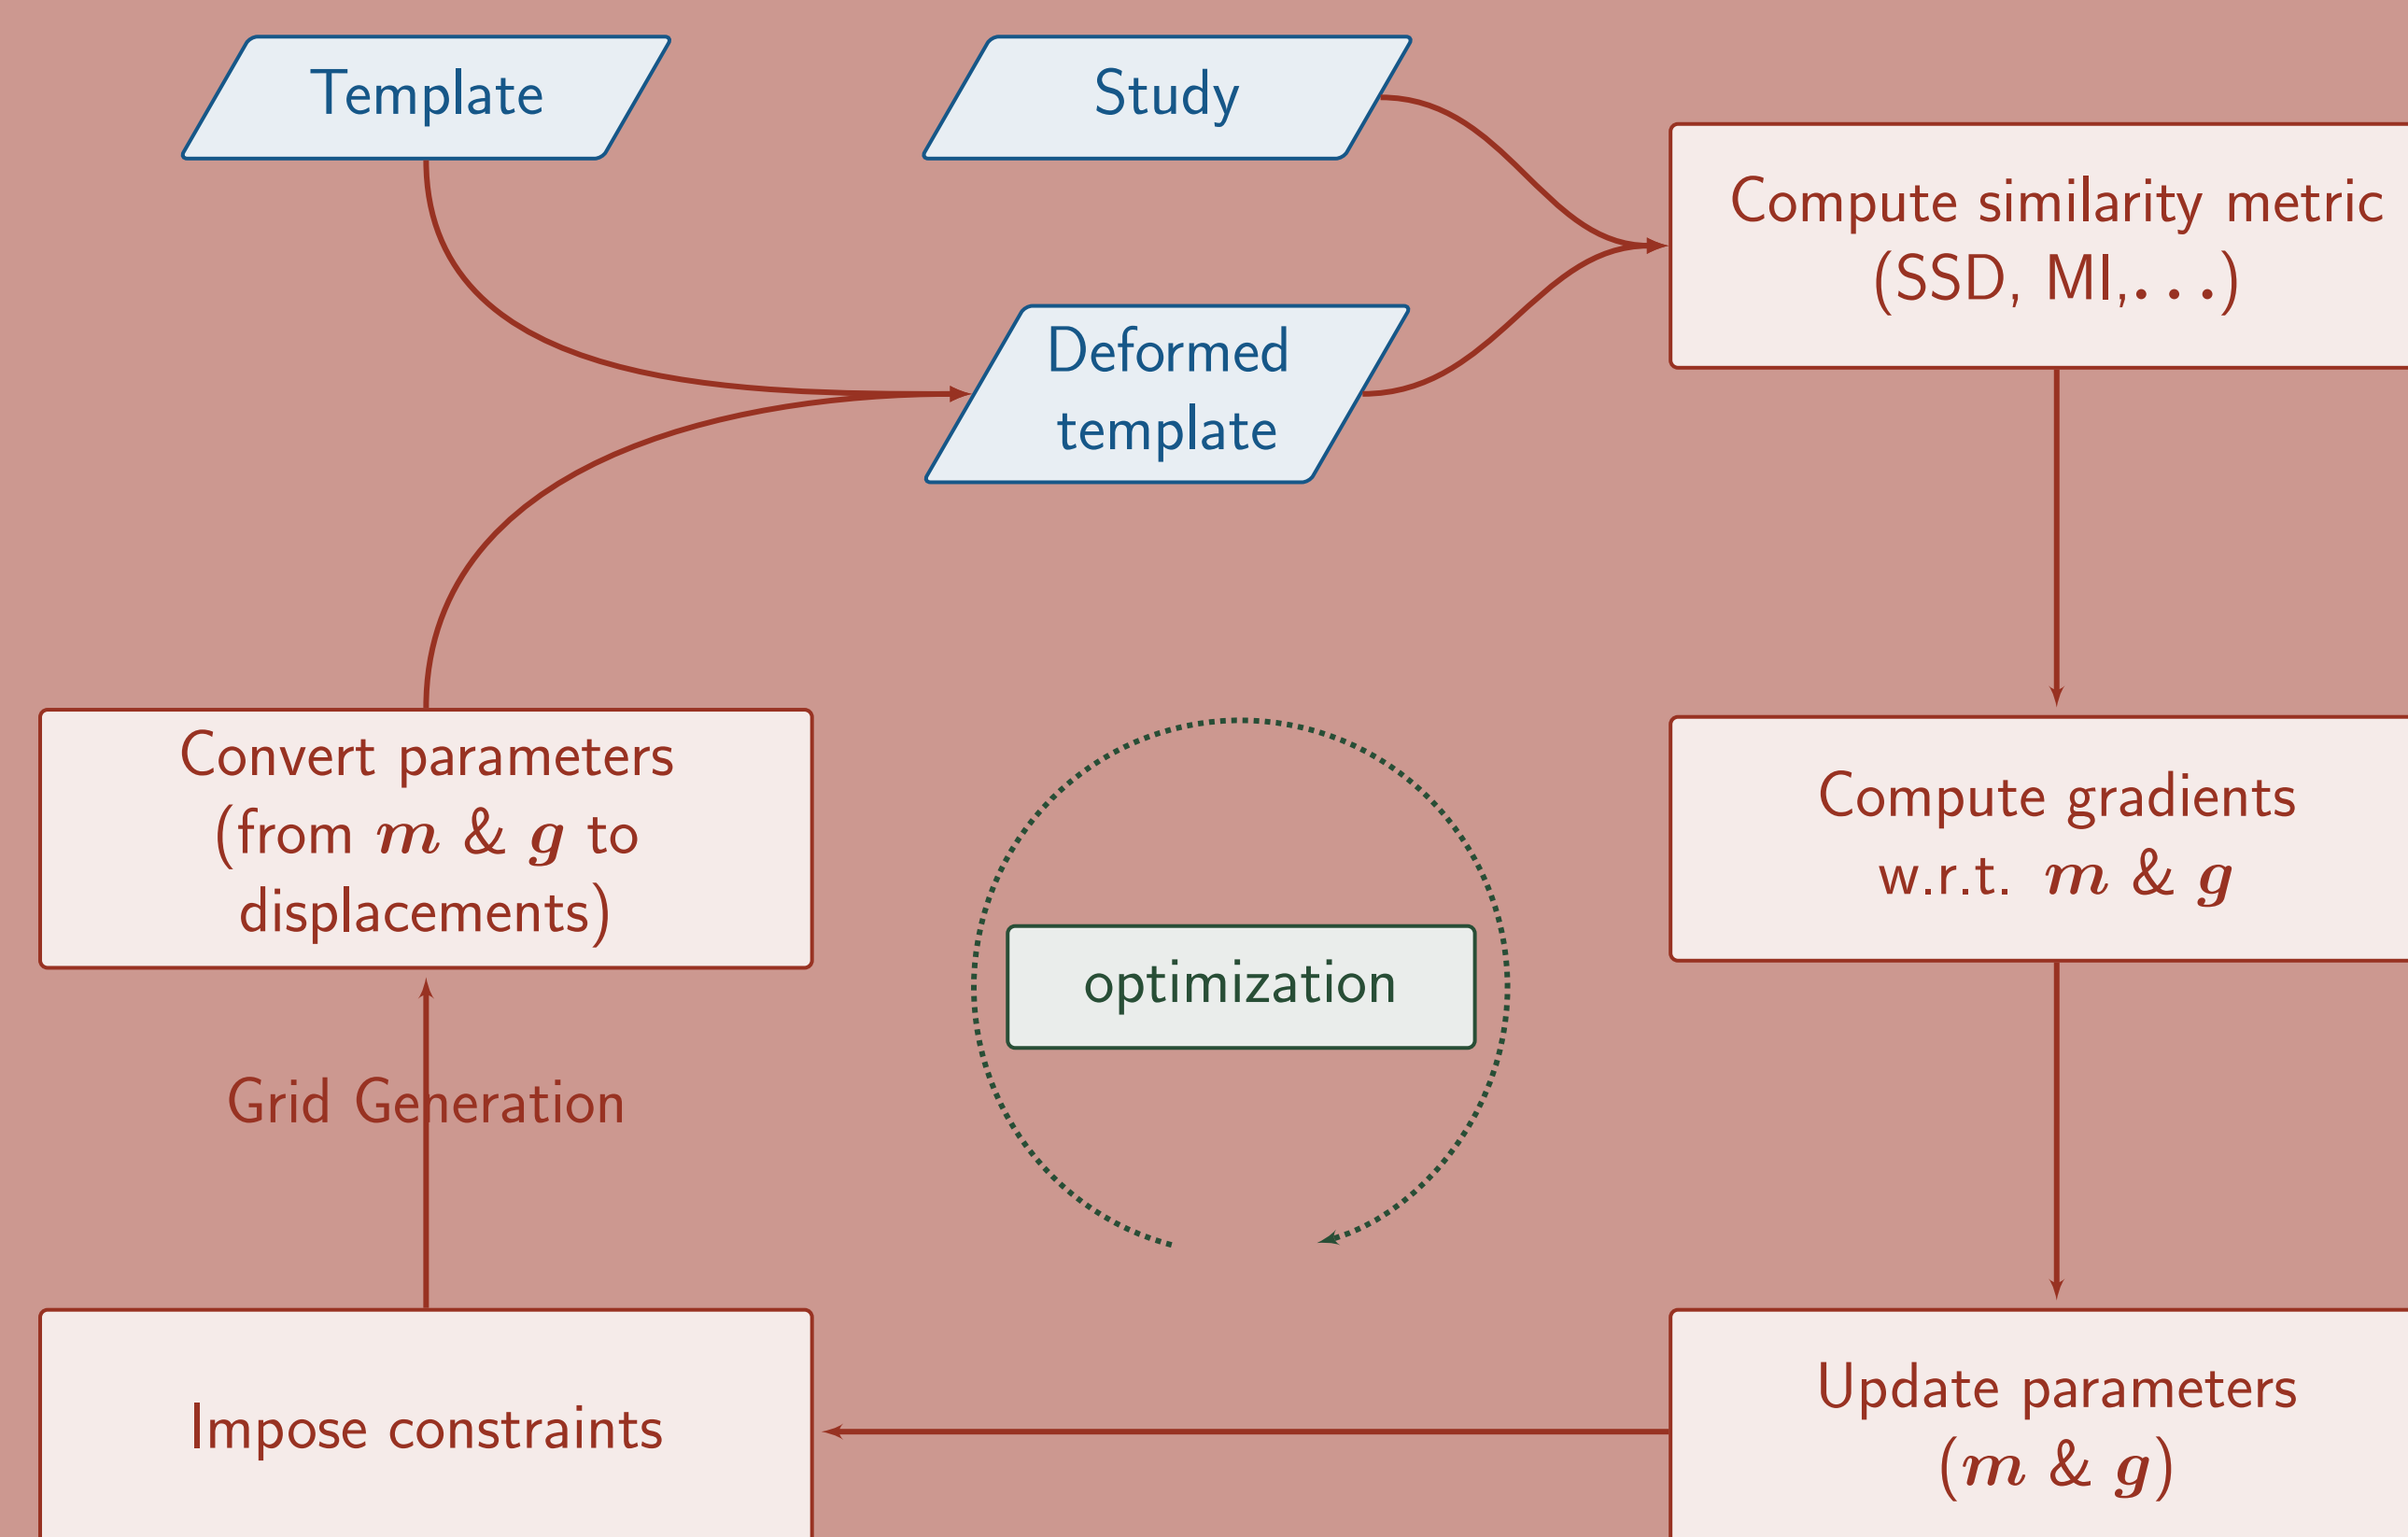 Template
Study
Compute similarity metric
(SSD, MI,...)
Deformed
template
Convert parameters
(from m & g to
displacements)
Compute gradients
w.r.t. m & g
optimization
Grid Generation
Impose constraints
Update parameters
(m & g)